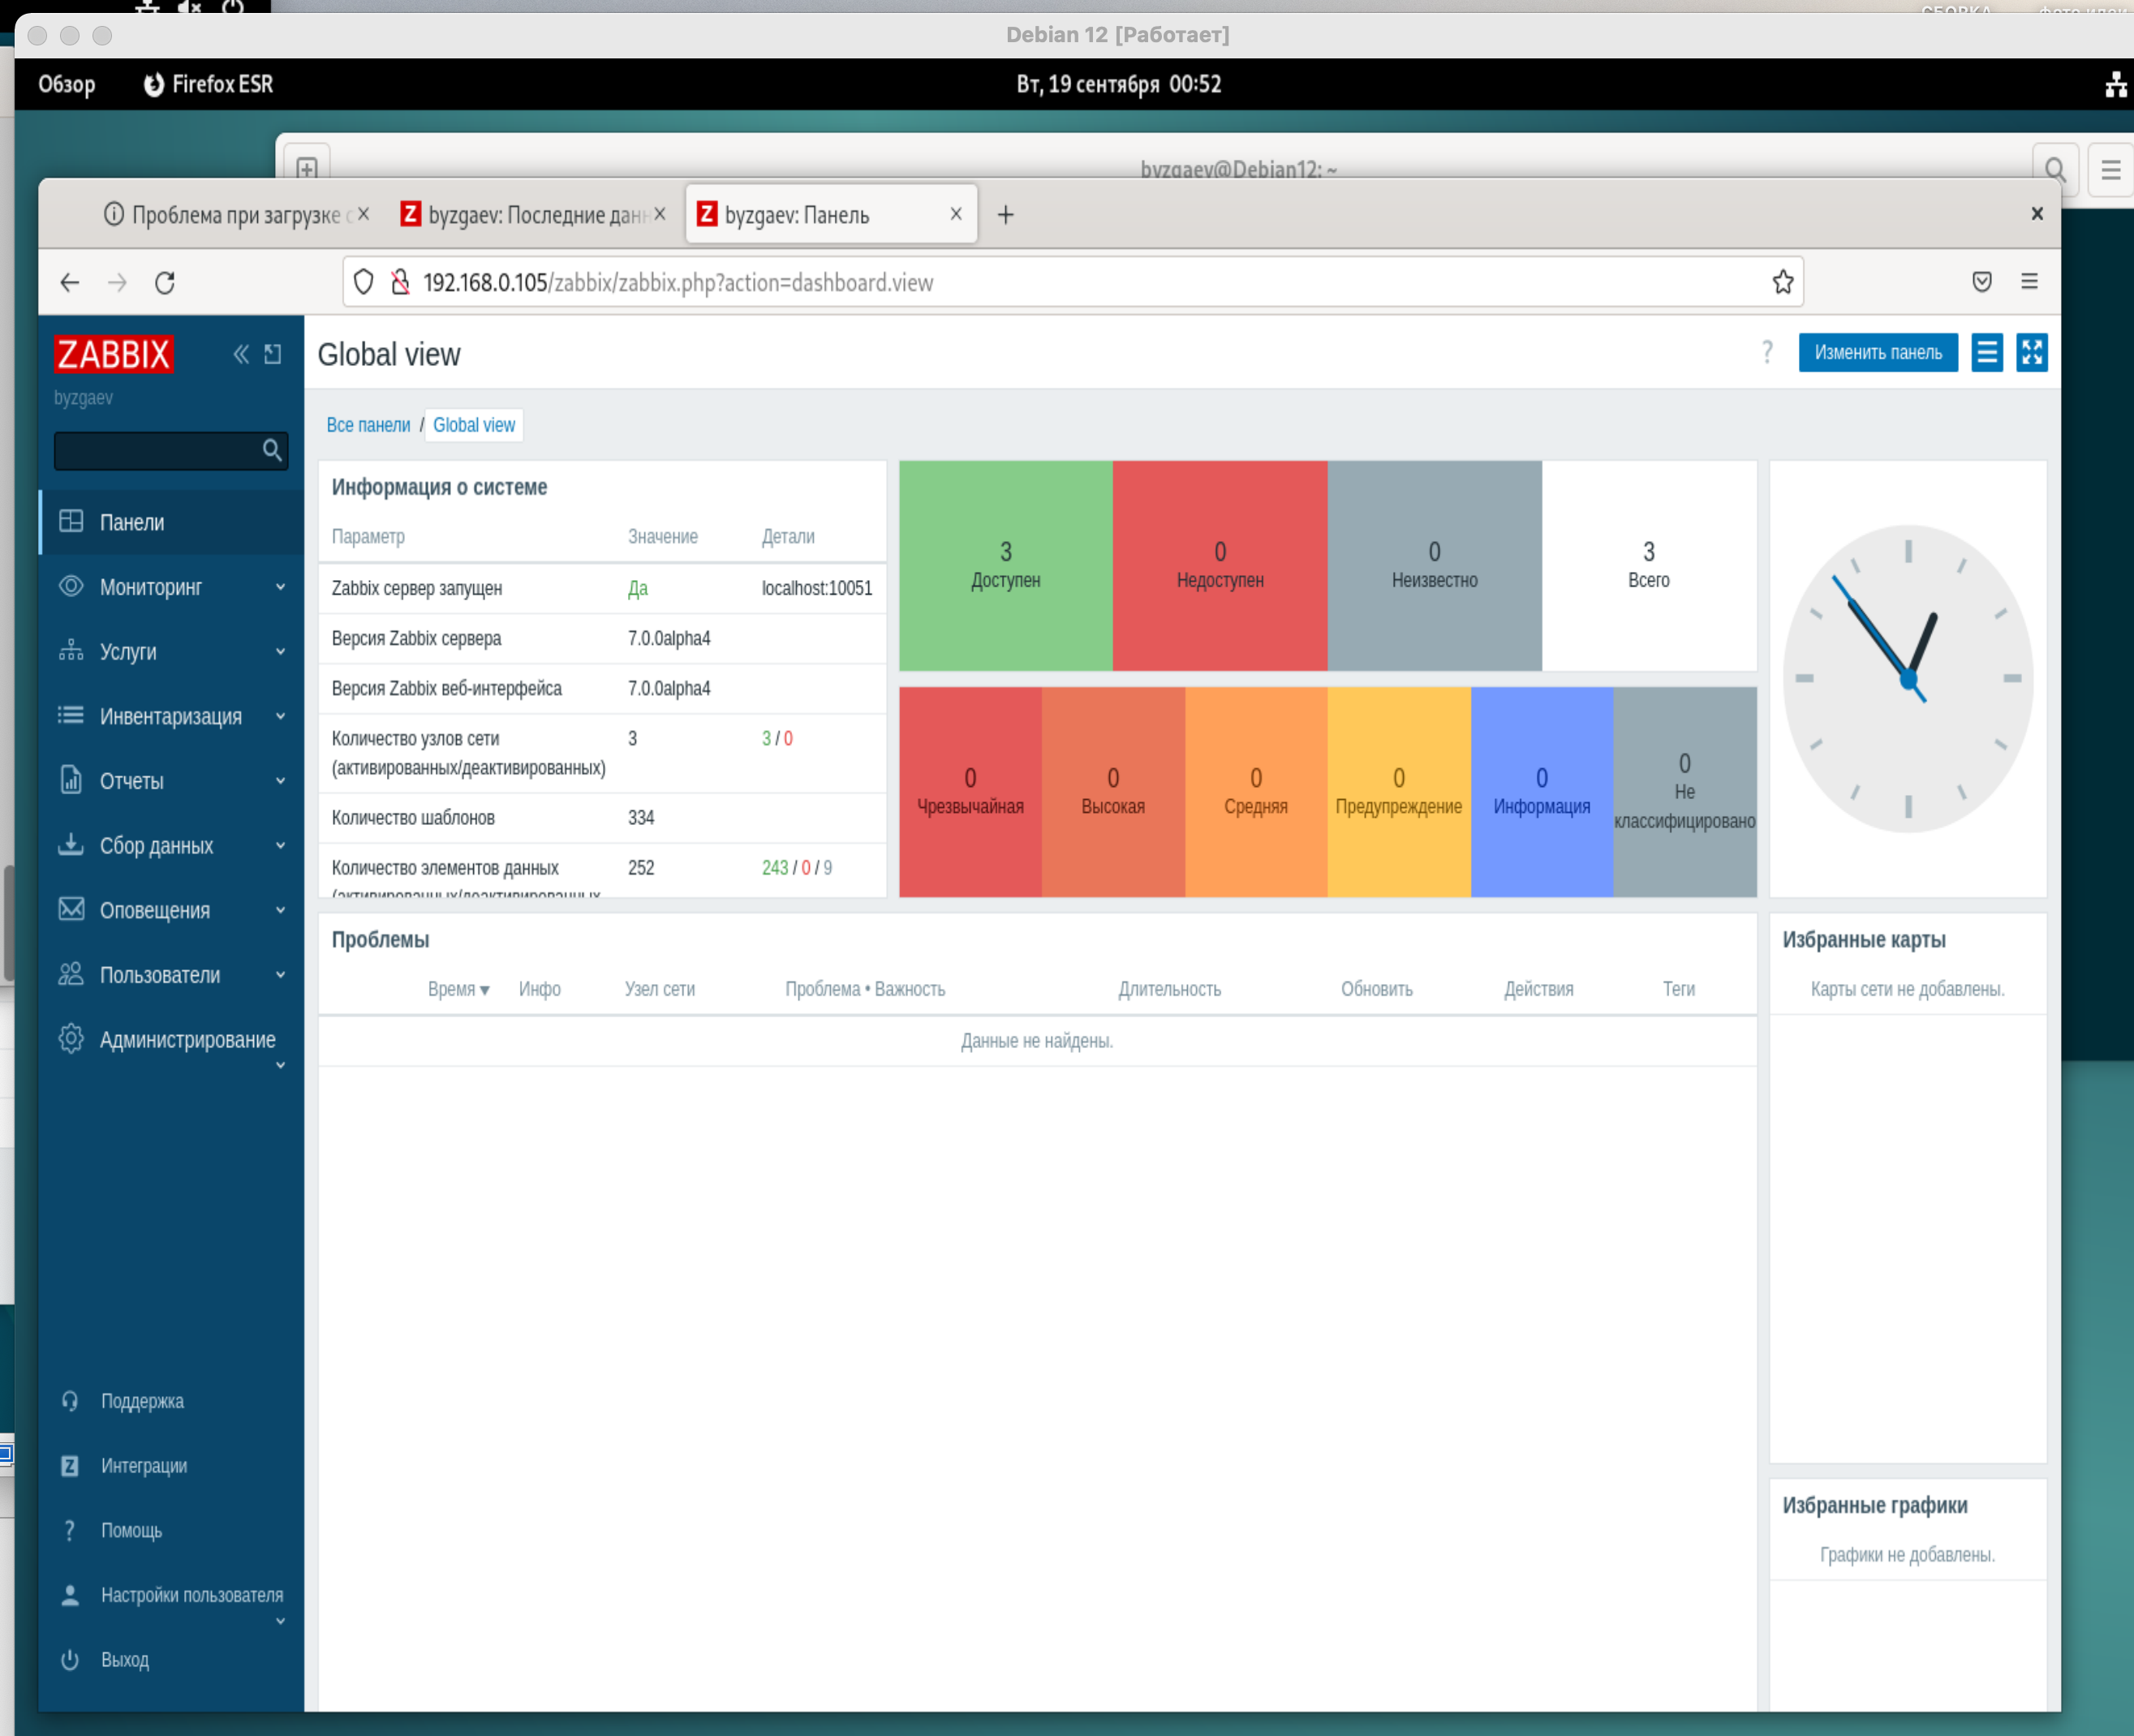 Debian 12 [Работает]
Обзор
Firefox ESR
Вт, 19 сентября 00:52
byzgaev@Debian12: ~
Проблема при загрузке с
byzgaev: Последние данн
byzgaev: Панель
192.168.0.105/zabbix/zabbix.php?action=dashboard.view
ZABBIX
byzgaev
Панели
Мониторинг
Услуги
Инвентаризация
Отчеты
Сбор данных
Оповещения
Пользователи
Администрирование
Поддержка
Z Интеграции
? Помощь
Настройки пользователя
Выход
Global view
? Изменить панель
Все панели / Global view
Информация о системе
Параметр Значение Детали
Zabbix сервер запущен Да localhost:10051
Версия Zabbix сервера 7.0.0alpha4
Версия Zabbix веб-интерфейса 7.0.0alpha4
Количество узлов сети 3 3 / 0
(активированных/деактивированных)
Количество шаблонов 334
Количество элементов данных 252 243 / 0 / 9
3 0 0 3
Доступен Недоступен Неизвестно Всего
0 0 0 0 0 0
Чрезвычайная Высокая Средняя Предупреждение Информация Не
классифицировано
Проблемы
Время ▼ Инфо Узел сети Проблема • Важность Длительность Обновить Действия Теги
Данные не найдены.
Избранные карты
Карты сети не добавлены.
Избранные графики
Графики не добавлены.